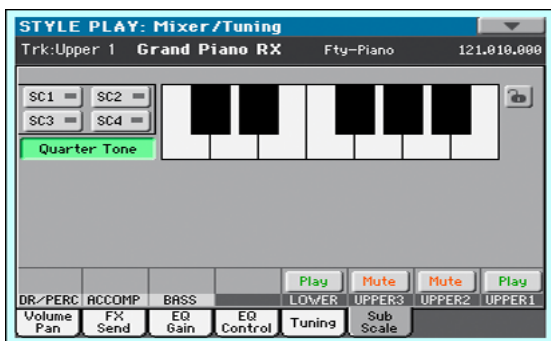 STYLE PLAY: Mixer/Tuning
Trk:Upper 1 Grand Piano RX Fty-Piano 121.010.000
SC1 SC2
SC3 SC4
Quarter Tone
Play Mute Mute Play
DR/PERC ACCOMP BASS LOWER UPPER3 UPPER2 UPPER1
Volume Pan FX Send EQ Gain EQ Control Tuning Sub Scale